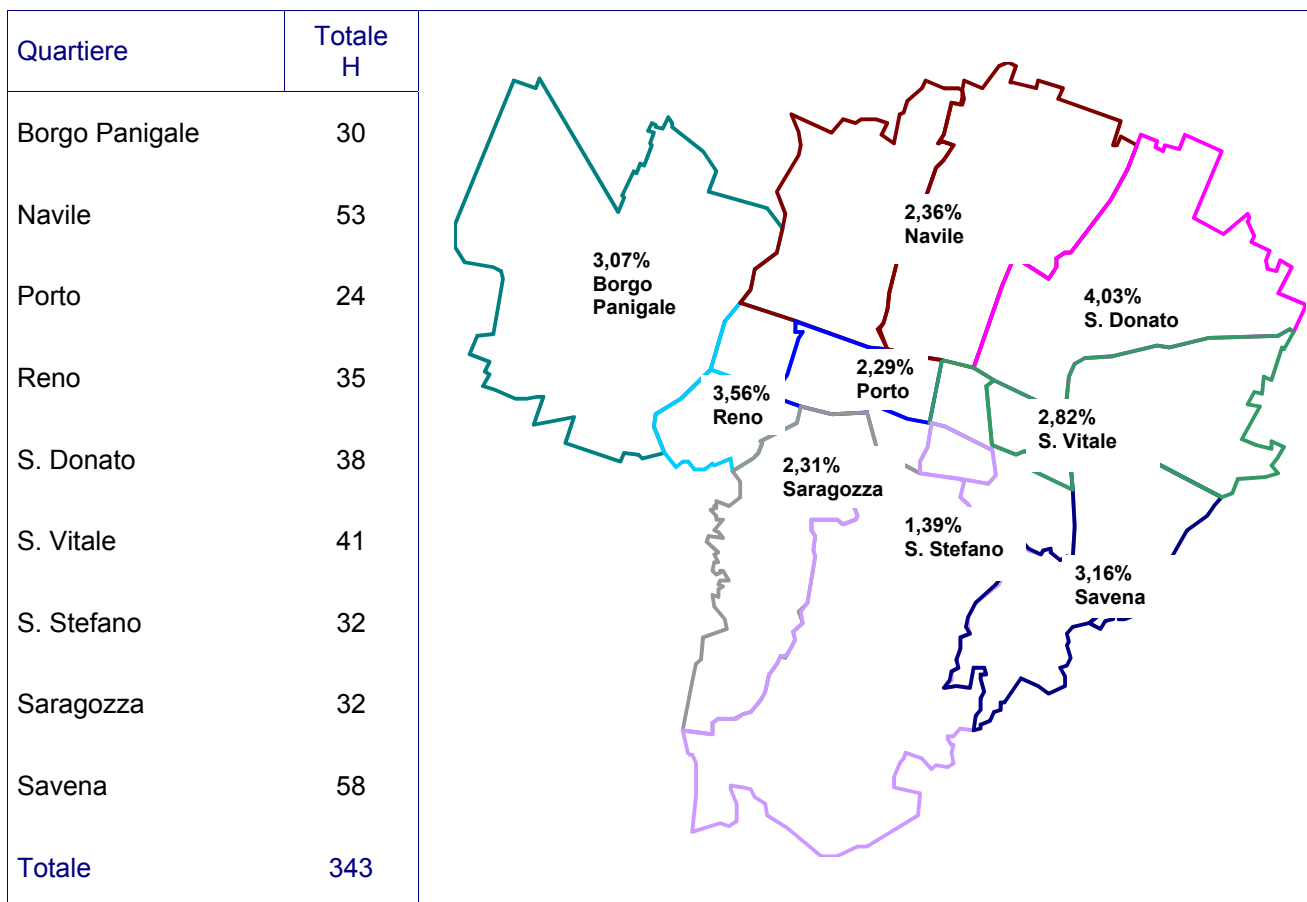 Quartiere
Totale
H
Borgo Panigale 30
Navile 53
Porto 24
Reno 35
S. Donato 38
S. Vitale 41
S. Stefano 32
Saragozza 32
Savena 58
Totale 343
2,36%
Navile
3,07%
Borgo
Panigale
4,03%
S. Donato
2,29%
Porto
3,56%
Reno
2,82%
S. Vitale
2,31%
Saragozza
1,39%
S. Stefano
3,16%
Savena